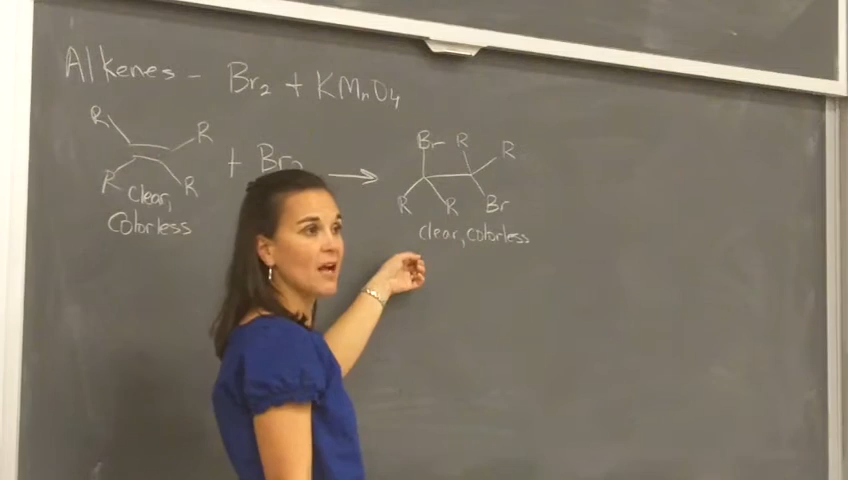 Alkenes - Br2 + KMnO4
R R R R + Br2 → Br R R R R Br
clear, colorless
clear, colorless